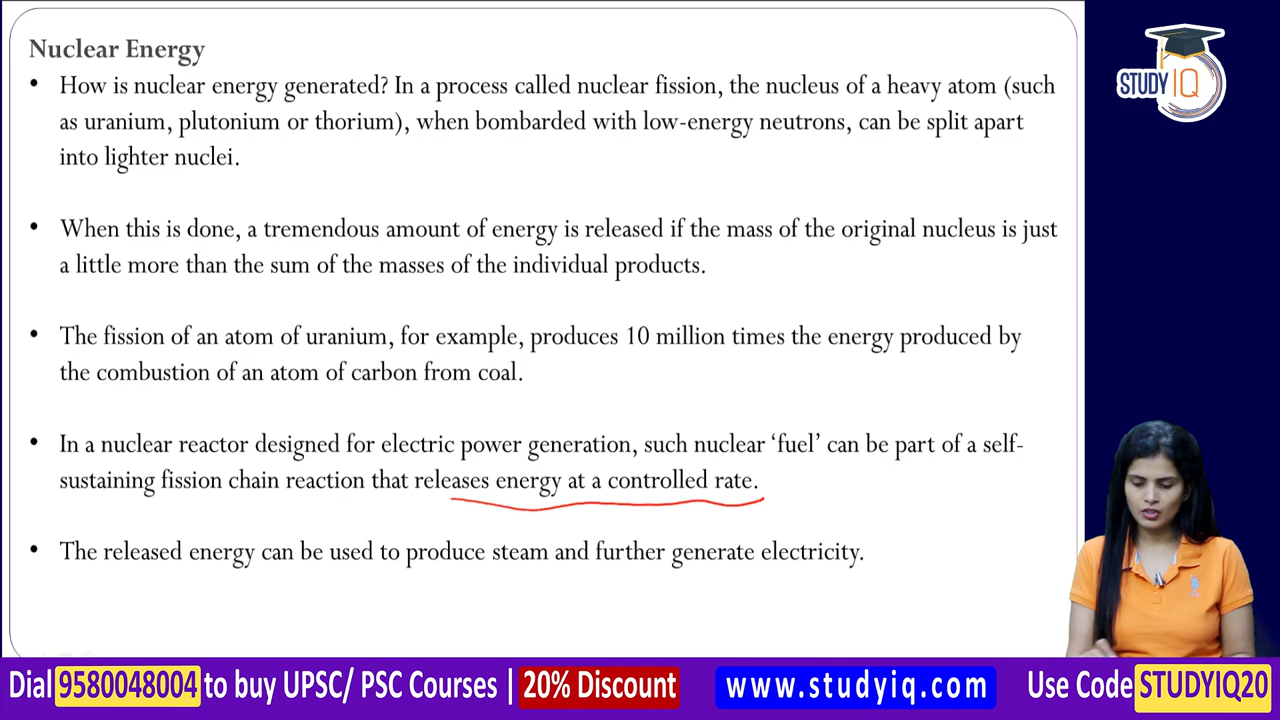 Nuclear Energy
• How is nuclear energy generated? In a process called nuclear fission, the nucleus of a heavy atom (such
as uranium, plutonium or thorium), when bombarded with low-energy neutrons, can be split apart
into lighter nuclei.
• When this is done, a tremendous amount of energy is released if the mass of the original nucleus is just
a little more than the sum of the masses of the individual products.
• The fission of an atom of uranium, for example, produces 10 million times the energy produced by
the combustion of an atom of carbon from coal.
• In a nuclear reactor designed for electric power generation, such nuclear ‘fuel’ can be part of a self-
sustaining fission chain reaction that releases energy at a controlled rate.
• The released energy can be used to produce steam and further generate electricity.
STUDY IQ
Dial 9580048004 to buy UPSC/ PSC Courses | 20% Discount www.studyiq.com Use Code STUDYIQ20